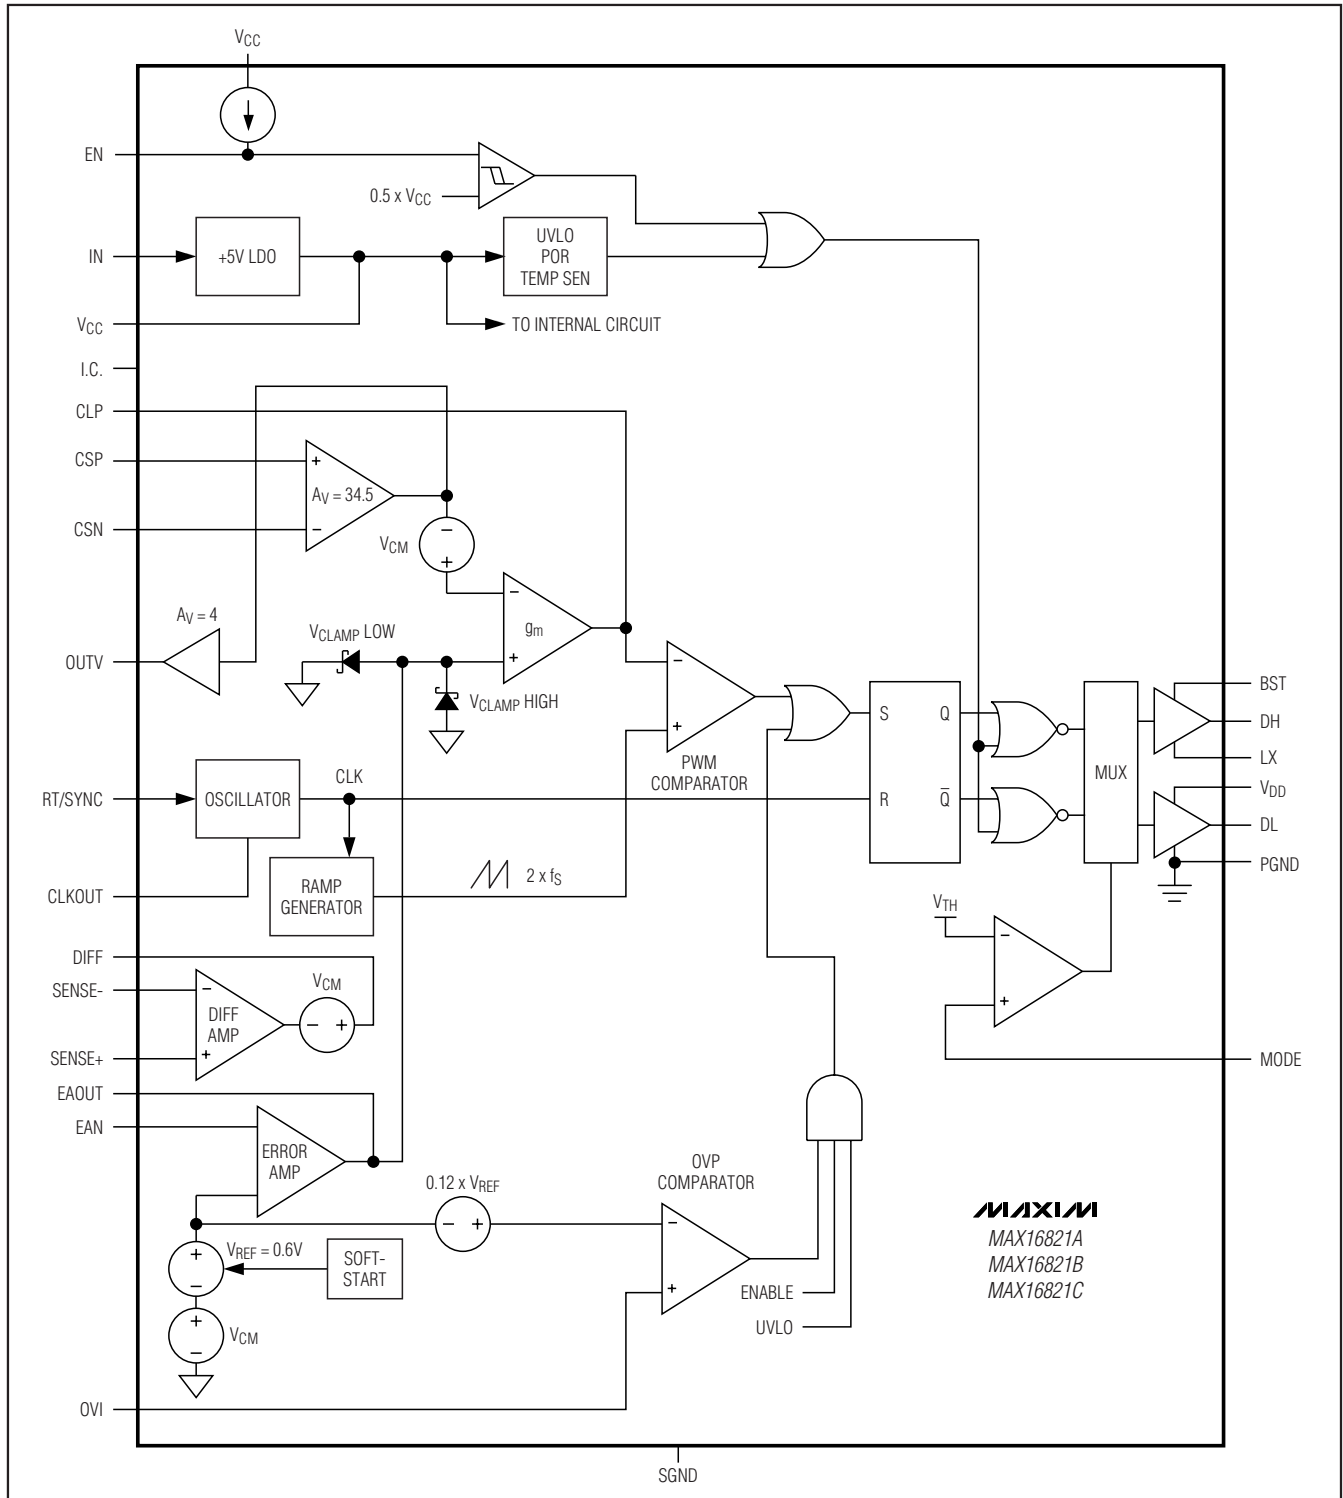 VCC
EN
0.5 x VCC
IN
+5V LDO
UVLO
POR
TEMP SEN
VCC
TO INTERNAL CIRCUIT
I.C.
CLP
CSP
+
AV = 34.5
CSN
−
VCM
−
+
AV = 4
−
gm
+
VCLAMP LOW
OUTV
VCLAMP HIGH
−
+
PWM
COMPARATOR
S
Q
R
Q̅
MUX
BST
DH
LX
VDD
DL
PGND
RT/SYNC
OSCILLATOR
CLK
CLKOUT
RAMP
GENERATOR
2 x fS
VTH
−
+
MODE
DIFF
SENSE-
−
DIFF
AMP
+
VCM
− +
SENSE+
EAOUT
EAN
ERROR
AMP
0.12 x VREF
− +
OVP
COMPARATOR
−
+
+
−
VREF = 0.6V
SOFT-
START
+
−
VCM
ENABLE
UVLO
MAXIM
MAX16821A
MAX16821B
MAX16821C
OVI
SGND